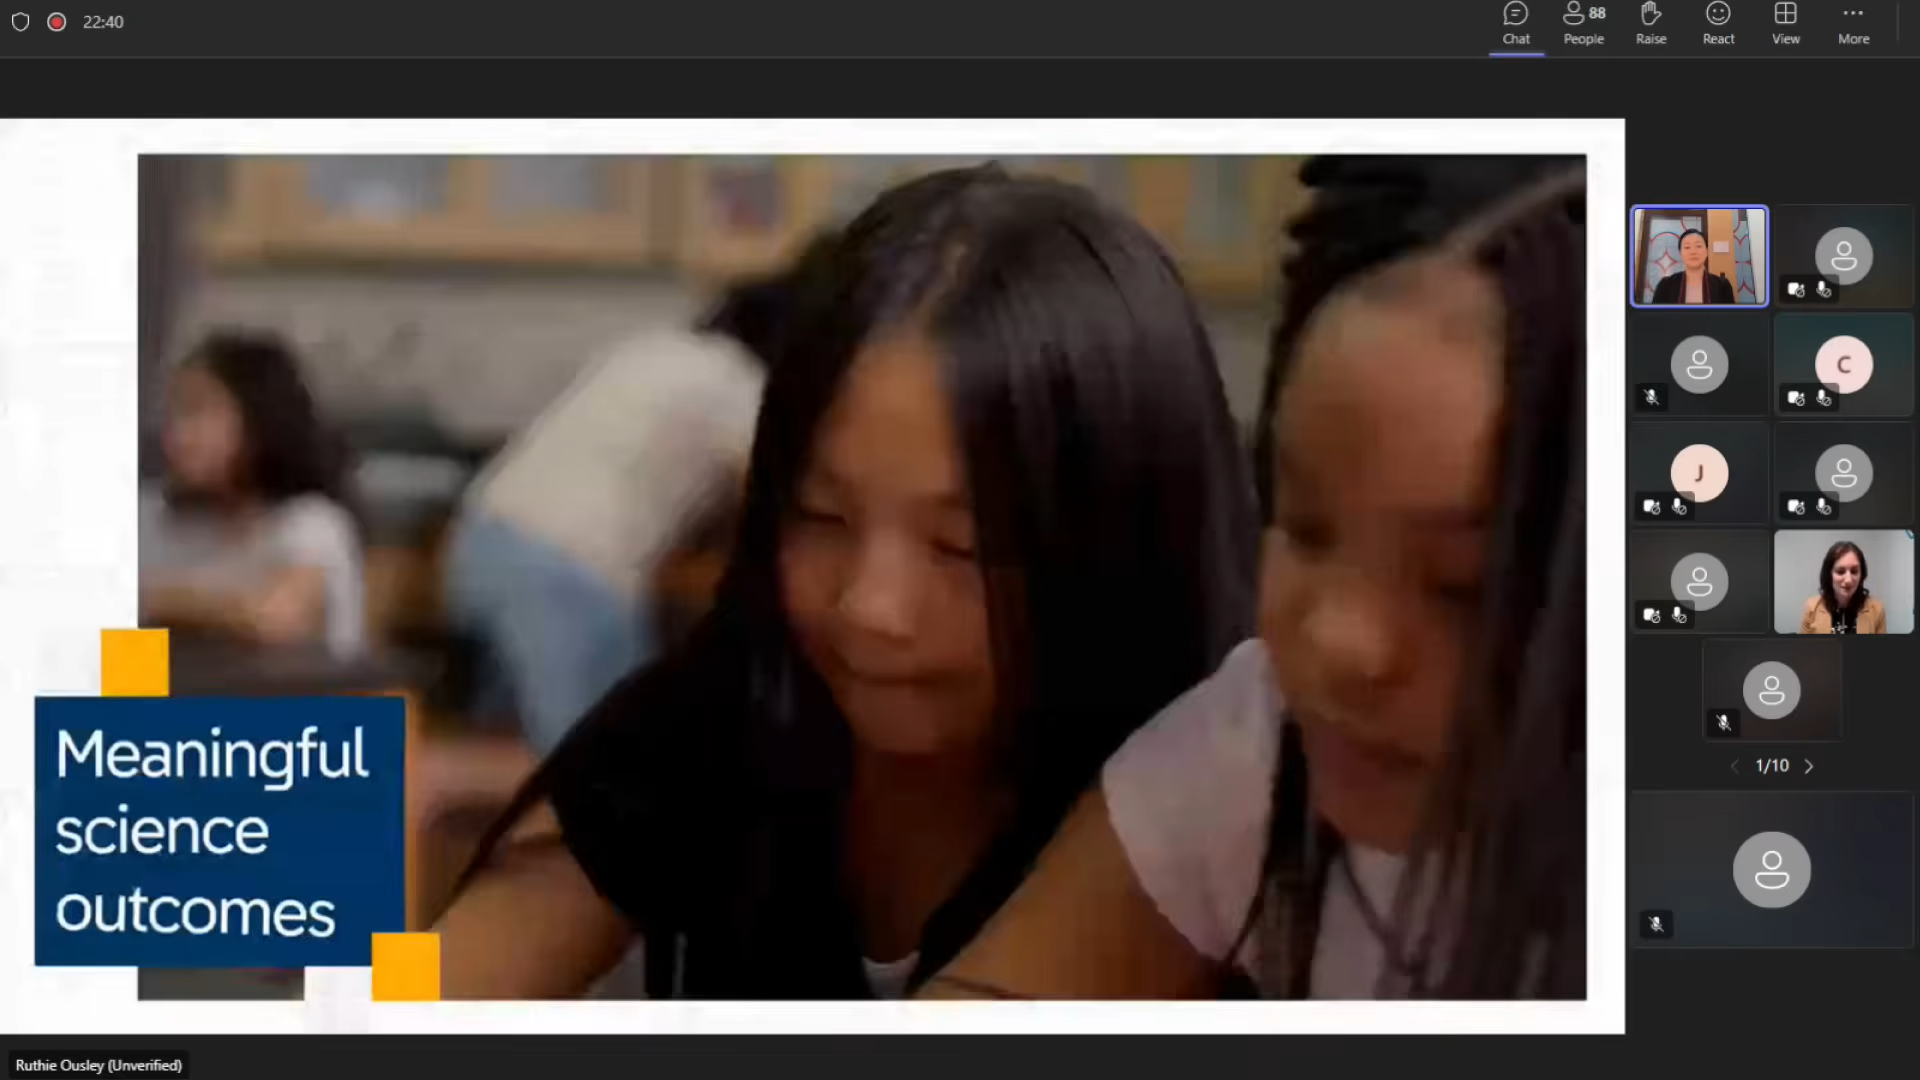 22:40
Chat
88
People
Raise
React
View
More
C
J
1/10
Meaningful
science
outcomes
Ruthie Ousley (Unverified)